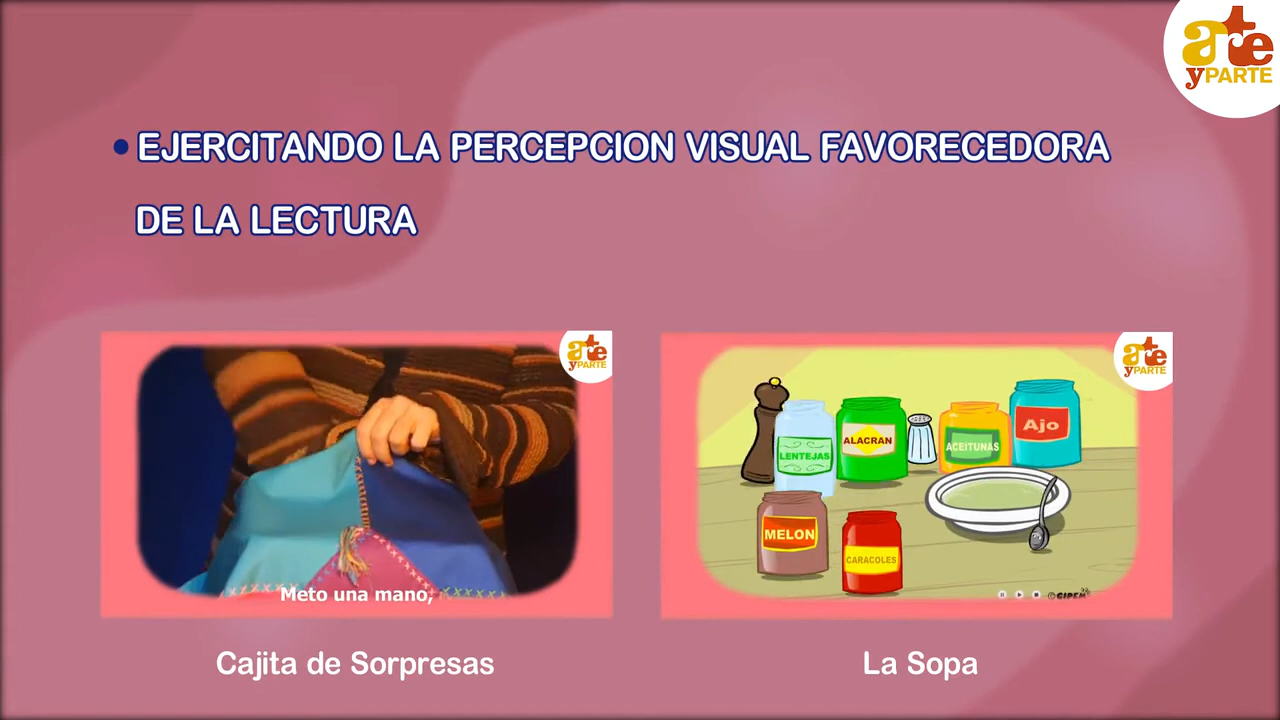 arte
yPARTE
• EJERCITANDO LA PERCEPCION VISUAL FAVORECEDORA
DE LA LECTURA
arte
yPARTE
Meto una mano,
Cajita de Sorpresas
arte
yPARTE
LENTEJAS
ALACRAN
ACEITUNAS
Ajo
MELON
CARACOLES
©GIPEM
La Sopa